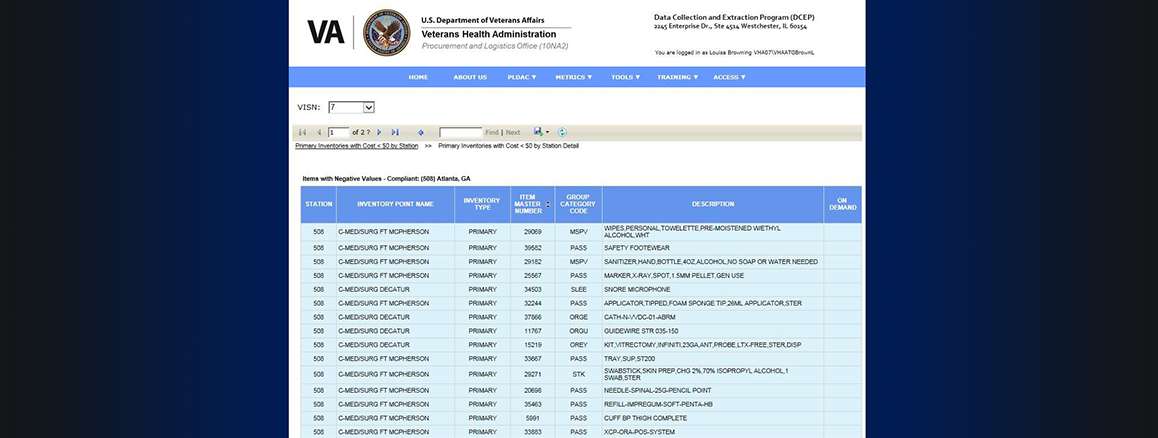 VA
U.S. Department of Veterans Affairs
Veterans Health Administration
Procurement and Logistics Office (10NA2)
Data Collection and Extraction Program (DCEP)
2245 Enterprise Dr., Ste 4514 Westchester, IL 60154
You are logged in as Louisa Browning VHA07\VHAATGBrownL
HOME ABOUT US PLDAC ▼ METRICS ▼ TOOLS ▼ TRAINING ▼ ACCESS ▼
VISN: 7
1 of 2 ? Find | Next
Primary Inventories with Cost < $0 by Station >> Primary Inventories with Cost < $0 by Station Detail
Items with Negative Values - Compliant: (508) Atlanta, GA
STATION INVENTORY POINT NAME INVENTORY TYPE ITEM MASTER NUMBER GROUP CATEGORY CODE DESCRIPTION ON DEMAND
508 C-MED/SURG FT MCPHERSON PRIMARY 29069 MSPV WIPES,PERSONAL,TOWELETTE,PRE-MOISTENED W/ETHYL
ALCOHOL,WHT
508 C-MED/SURG FT MCPHERSON PRIMARY 39582 PASS SAFETY FOOTWEAR
508 C-MED/SURG FT MCPHERSON PRIMARY 29182 MSPV SANITIZER,HAND,BOTTLE,4OZ,ALCOHOL,NO SOAP OR WATER NEEDED
508 C-MED/SURG FT MCPHERSON PRIMARY 25567 PASS MARKER,X-RAY,SPOT,1.5MM PELLET,GEN USE
508 C-MED/SURG DECATUR PRIMARY 34503 SLEE SNORE MICROPHONE
508 C-MED/SURG FT MCPHERSON PRIMARY 32244 PASS APPLICATOR,TIPPED,FOAM SPONGE TIP,26ML APPLICATOR,STER
508 C-MED/SURG DECATUR PRIMARY 37866 ORGE
508 C-MED/SURG DECATUR PRIMARY 11767 ORGU GUIDEWIRE STR 035-150
508 C-MED/SURG DECATUR PRIMARY 15219 OREY KIT,VITRECTOMY,INFINITI,23GA,ANT,PROBE,LTX-FREE,STER,DISP
508 C-MED/SURG FT MCPHERSON PRIMARY 33667 PASS TRAY,SUP,ST200
508 C-MED/SURG FT MCPHERSON PRIMARY 29271 STK SWABSTICK,SKIN PREP,CHG 2%,70% ISOPROPYL ALCOHOL,1
SWAB,STER
508 C-MED/SURG FT MCPHERSON PRIMARY 20698 PASS NEEDLE-SPINAL-25G-PENCIL POINT
508 C-MED/SURG FT MCPHERSON PRIMARY 35463 PASS REFILL-IMPREGUM-SOFT-PENTA-HB
508 C-MED/SURG FT MCPHERSON PRIMARY 5991 PASS CUFF BP THIGH COMPLETE
508 C-MED/SURG FT MCPHERSON PRIMARY 33883 PASS XCP-ORA-POS-SYSTEM